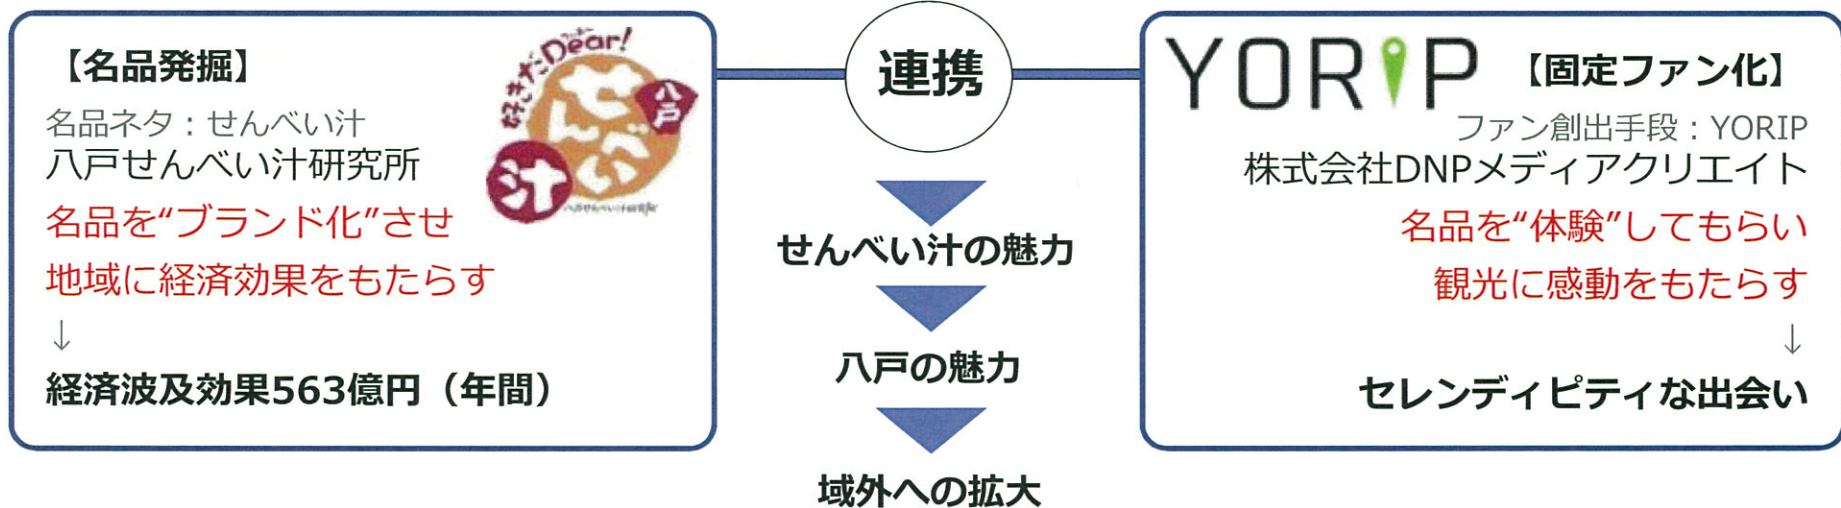 【名品発掘】
名品ネタ：せんべい汁
八戸せんべい汁研究所
名品を“ブランド化”させ
地域に経済効果をもたらす
↓
経済波及効果563億円（年間）
好きだDear!
八戸
せんべい
汁
連携
せんべい汁の魅力
八戸の魅力
域外への拡大
YORIP
【固定ファン化】
ファン創出手段：YORIP
株式会社DNPメディアクリエイト
名品を“体験”してもらい
観光に感動をもたらす
↓
セレンディピティな出会い